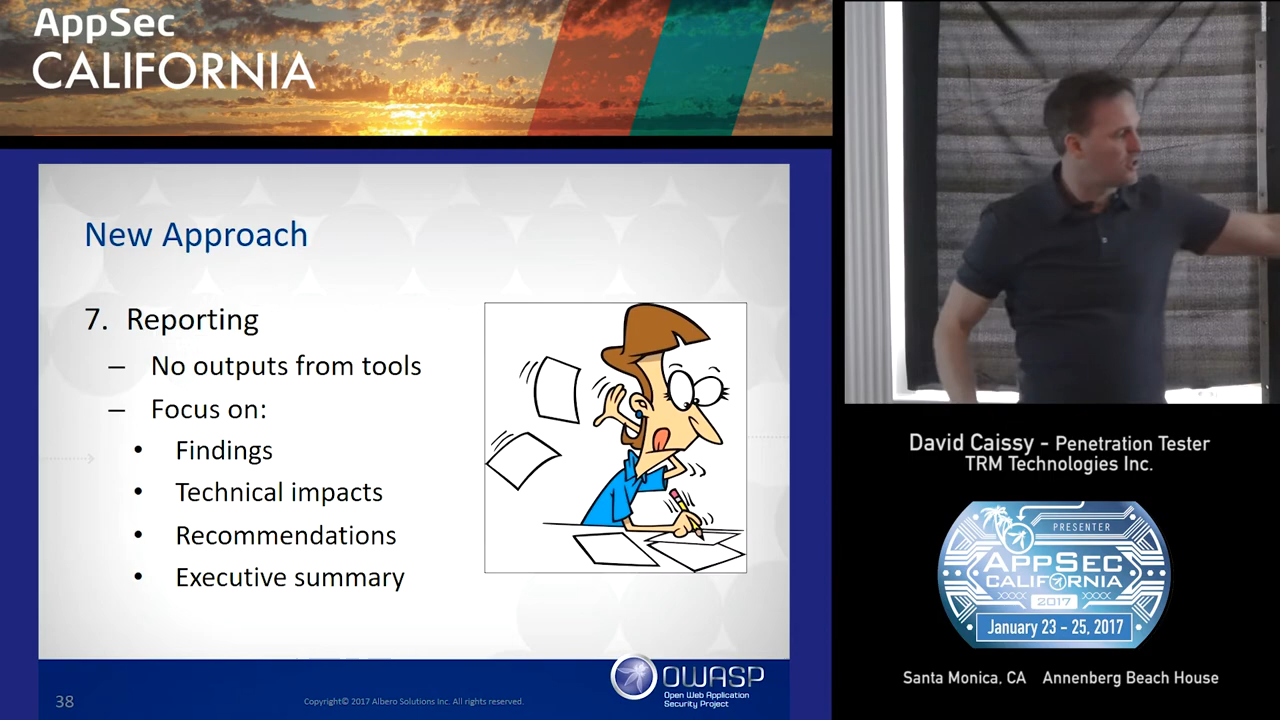 AppSec
CALIFORNIA
New Approach
7. Reporting
– No outputs from tools
– Focus on:
• Findings
• Technical impacts
• Recommendations
• Executive summary
38
Copyright© 2017 Albero Solutions Inc. All rights reserved.
OWASP
Open Web Application
Security Project
David Caissy - Penetration Tester
TRM Technologies Inc.
PRESENTER
APPSEC
CALIFORNIA
2017
January 23 - 25, 2017
Santa Monica, CA Annenberg Beach House